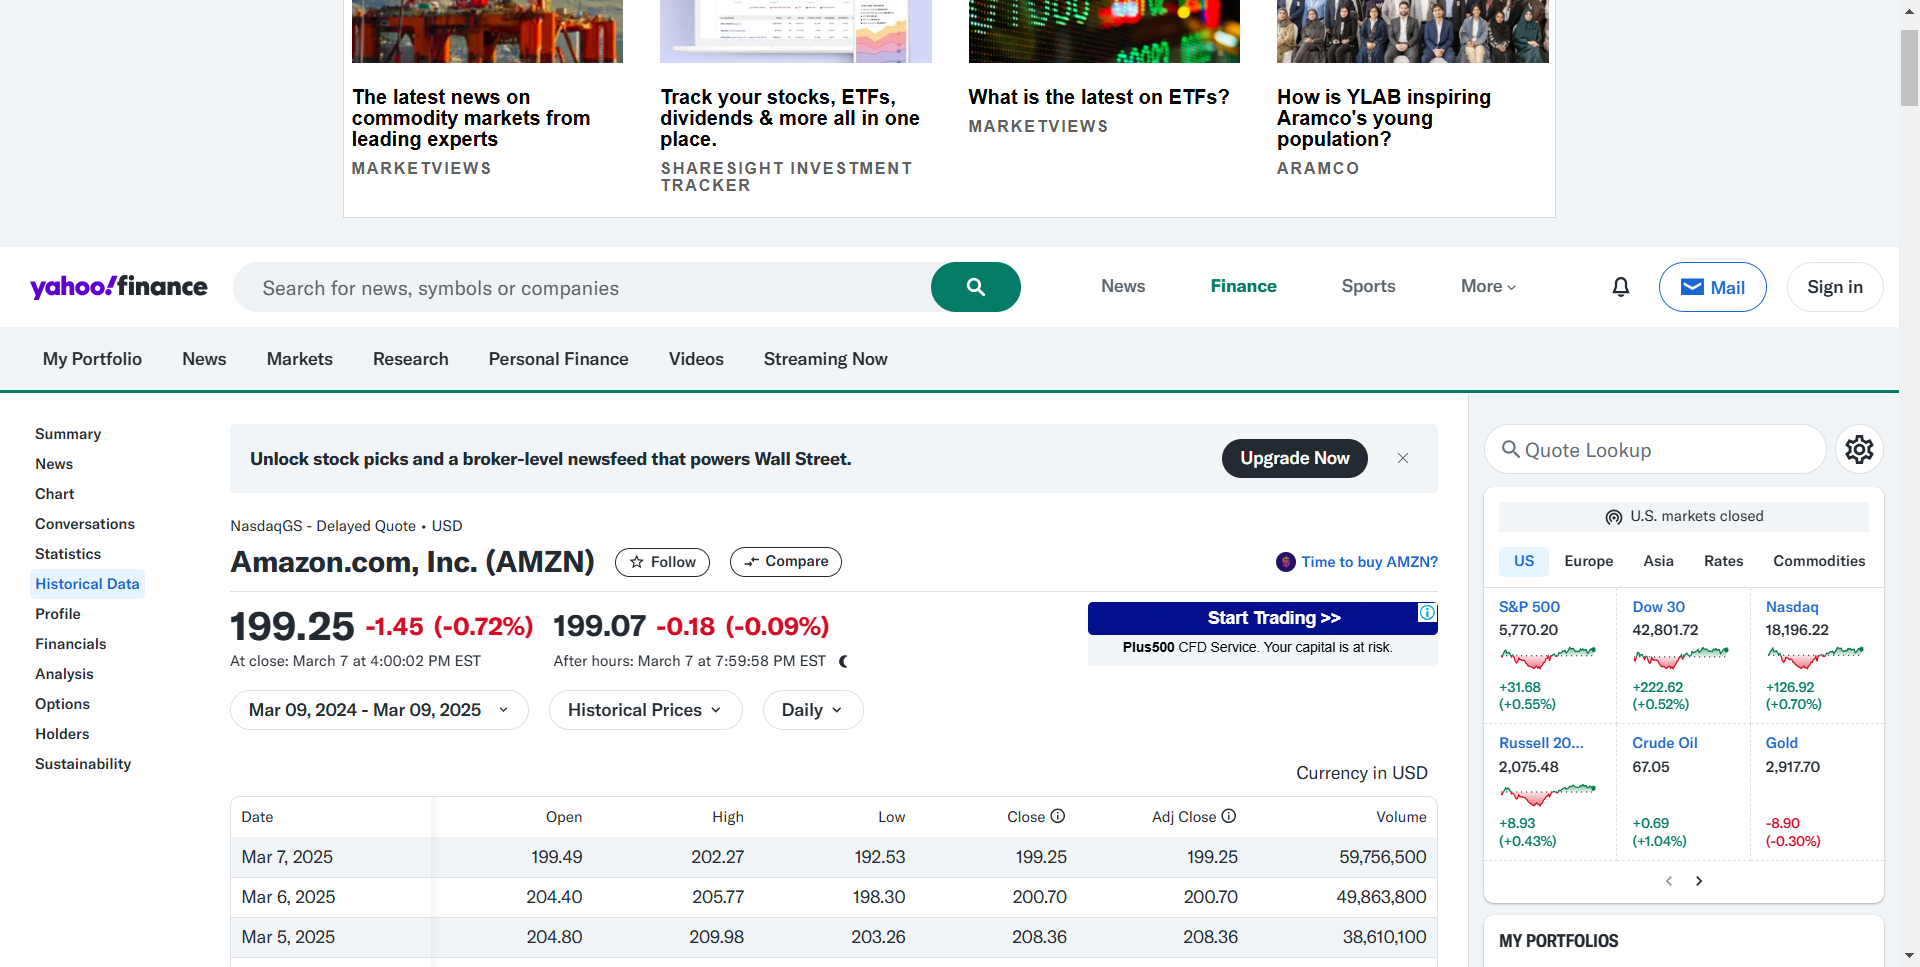 The latest news on
commodity markets from
leading experts
MARKETVIEWS
Track your stocks, ETFs,
dividends & more all in one
place.
SHARESIGHT INVESTMENT
TRACKER
What is the latest on ETFs?
MARKETVIEWS
How is YLAB inspiring
Aramco's young
population?
ARAMCO
yahoo!finance
Search for news, symbols or companies
News
Finance
Sports
More
Mail
Sign in
My Portfolio
News
Markets
Research
Personal Finance
Videos
Streaming Now
Summary
News
Chart
Conversations
Statistics
Historical Data
Profile
Financials
Analysis
Options
Holders
Sustainability
Unlock stock picks and a broker-level newsfeed that powers Wall Street.
Upgrade Now
NasdaqGS - Delayed Quote • USD
Amazon.com, Inc. (AMZN)
Follow
Compare
Time to buy AMZN?
199.25 -1.45 (-0.72%)
At close: March 7 at 4:00:02 PM EST
199.07 -0.18 (-0.09%)
After hours: March 7 at 7:59:58 PM EST
Start Trading >>
Plus500 CFD Service. Your capital is at risk.
Mar 09, 2024 - Mar 09, 2025
Historical Prices
Daily
Currency in USD
Date Open High Low Close Adj Close Volume
Mar 7, 2025 199.49 202.27 192.53 199.25 199.25 59,756,500
Mar 6, 2025 204.40 205.77 198.30 200.70 200.70 49,863,800
Mar 5, 2025 204.80 209.98 203.26 208.36 208.36 38,610,100
Quote Lookup
U.S. markets closed
US
Europe
Asia
Rates
Commodities
S&P 500
5,770.20
+31.68
(+0.55%)
Dow 30
42,801.72
+222.62
(+0.52%)
Nasdaq
18,196.22
+126.92
(+0.70%)
Russell 20...
2,075.48
+8.93
(+0.43%)
Crude Oil
67.05
+0.69
(+1.04%)
Gold
2,917.70
-8.90
(-0.30%)
MY PORTFOLIOS